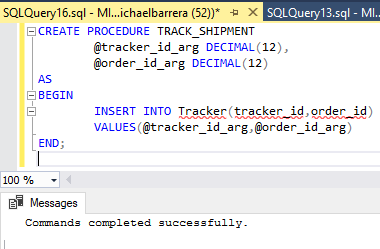 SQLQuery16.sql - MI...ichaelbarrera (52))*
SQLQuery13.sql - MI...
CREATE PROCEDURE TRACK_SHIPMENT
@tracker_id_arg DECIMAL(12),
@order_id_arg DECIMAL(12)
AS
BEGIN
INSERT INTO Tracker(tracker_id,order_id)
VALUES(@tracker_id_arg,@order_id_arg)
END;
100 %
Messages
Commands completed successfully.